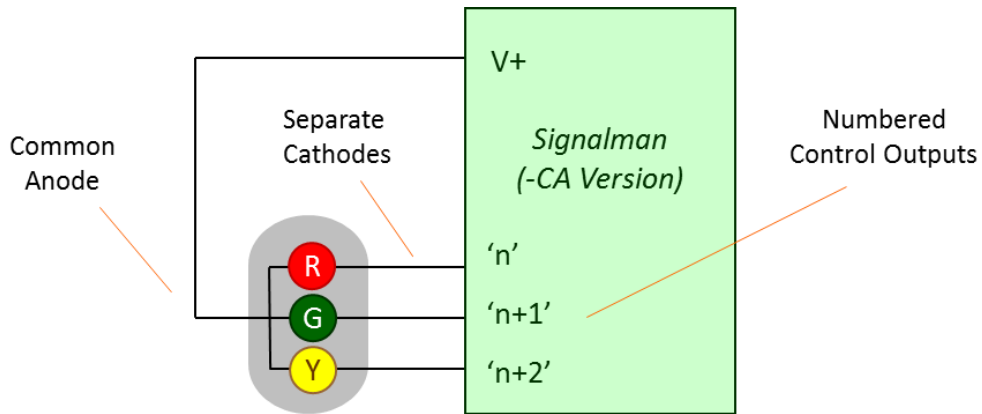 V+
Common
Anode
Separate
Cathodes
Signalman
(-CA Version)
Numbered
Control Outputs
R
‘n’
G
‘n+1’
Y
‘n+2’